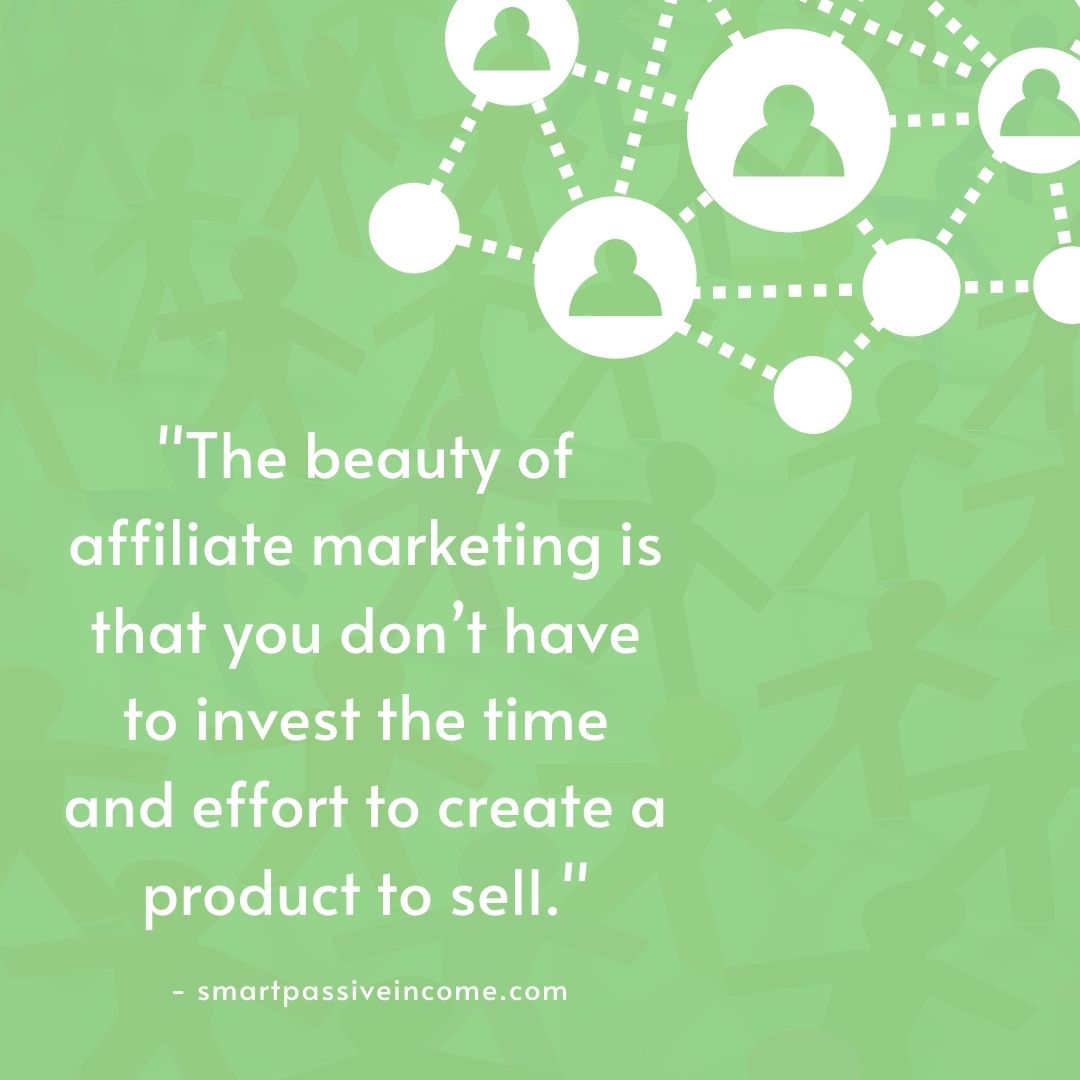 "The beauty of
affiliate marketing is
that you don’t have
to invest the time
and effort to create a
product to sell."
- smartpassiveincome.com